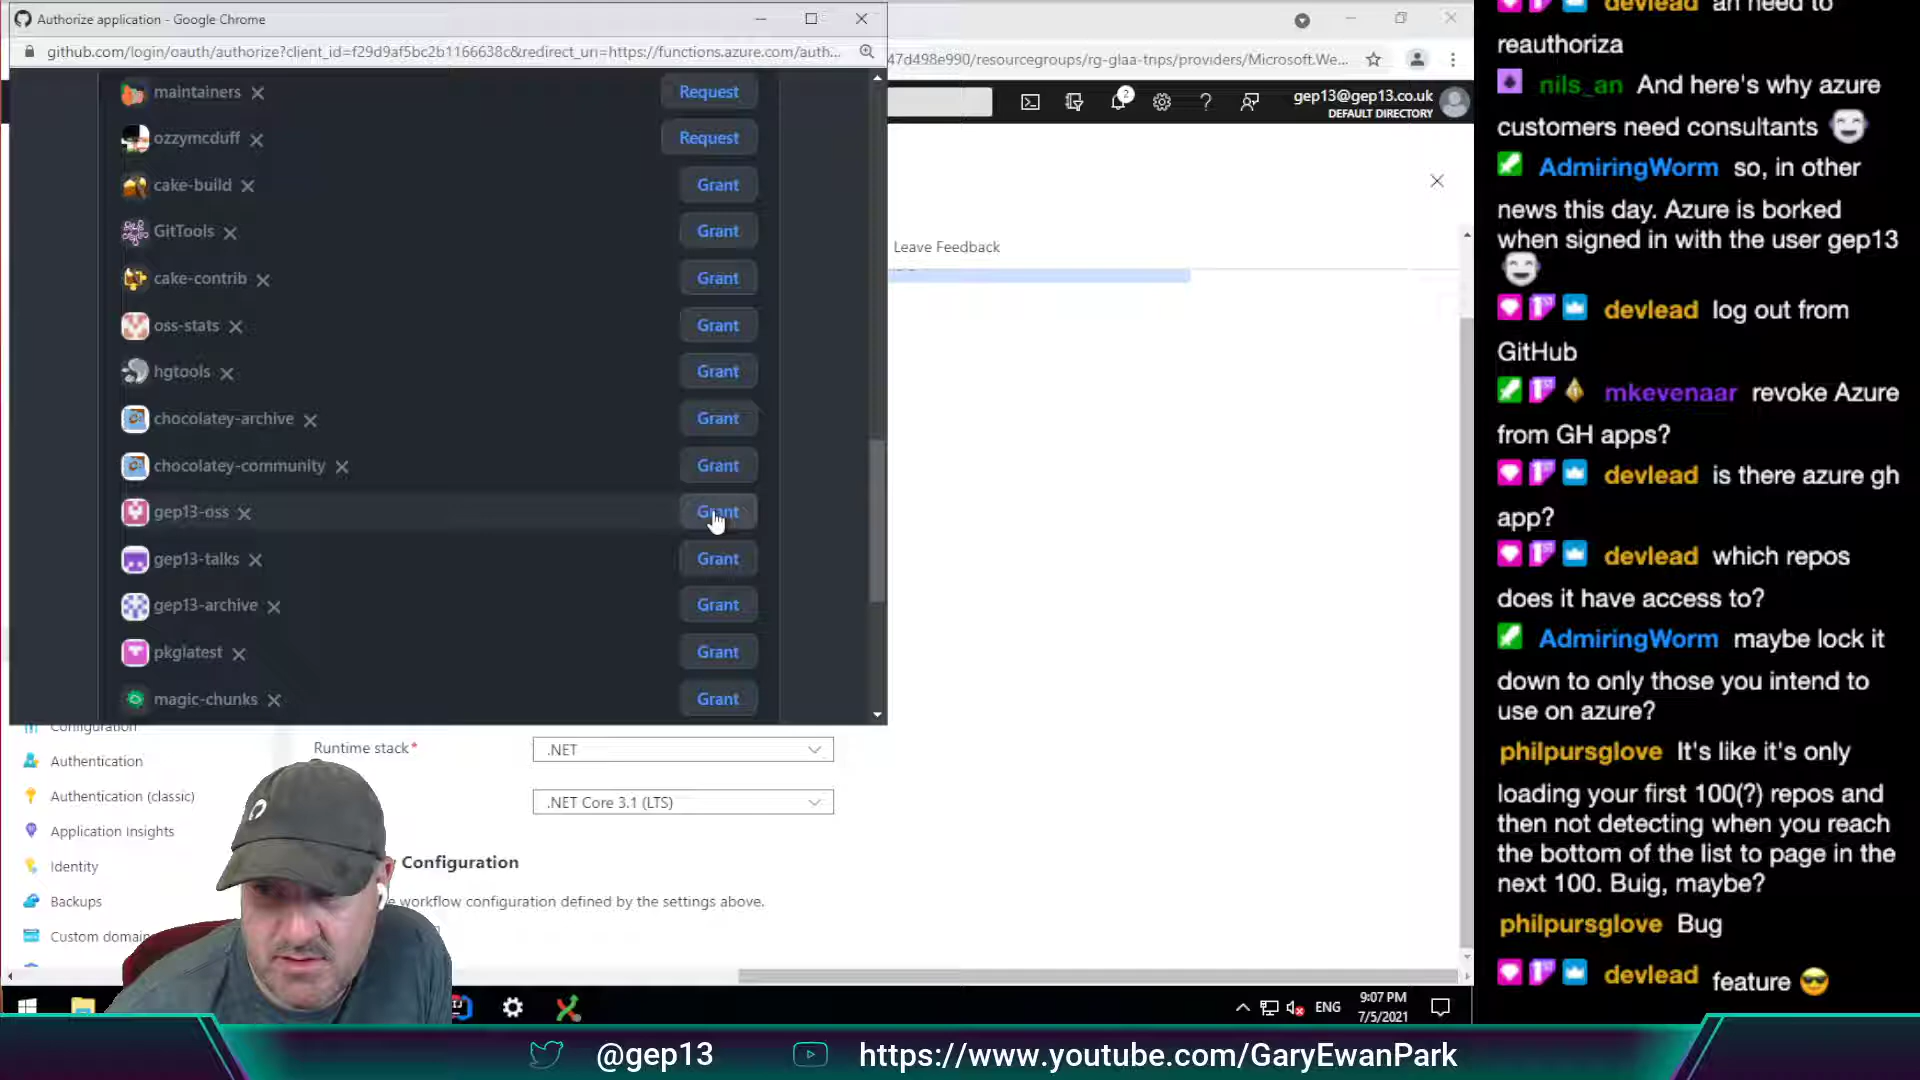 Authorize application - Google Chrome
github.com/login/oauth/authorize?client_id=f29d9af5bc2b1166638c&redirect_uri=https://functions.azure.com/auth...
47d498e990/resourcegroups/rg-glaa-tnps/providers/Microsoft.We...
2
gep13@gep13.co.uk
DEFAULT DIRECTORY
maintainers Request
ozzymcduff Request
cake-build Grant
GitTools Grant
cake-contrib Grant
oss-stats Grant
hgtools Grant
chocolatey-archive Grant
chocolatey-community Grant
gep13-oss Grant
gep13-talks Grant
gep13-archive Grant
pkglatest Grant
magic-chunks Grant
Leave Feedback
Configuration
Authentication
Authentication (classic)
Application Insights
Identity
Backups
Custom domain
Runtime stack*
.NET
.NET Core 3.1 (LTS)
Configuration
workflow configuration defined by the settings above.
ENG
9:07 PM
7/5/2021
devlead an need to
reauthoriza
nils_an And here's why azure
customers need consultants
AdmiringWorm so, in other
news this day. Azure is borked
when signed in with the user gep13
devlead log out from
GitHub
mkevenaar revoke Azure
from GH apps?
devlead is there azure gh
app?
devlead which repos
does it have access to?
AdmiringWorm maybe lock it
down to only those you intend to
use on azure?
philpursglove It's like it's only
loading your first 100(?) repos and
then not detecting when you reach
the bottom of the list to page in the
next 100. Buig, maybe?
philpursglove Bug
devlead feature
@gep13
https://www.youtube.com/GaryEwanPark